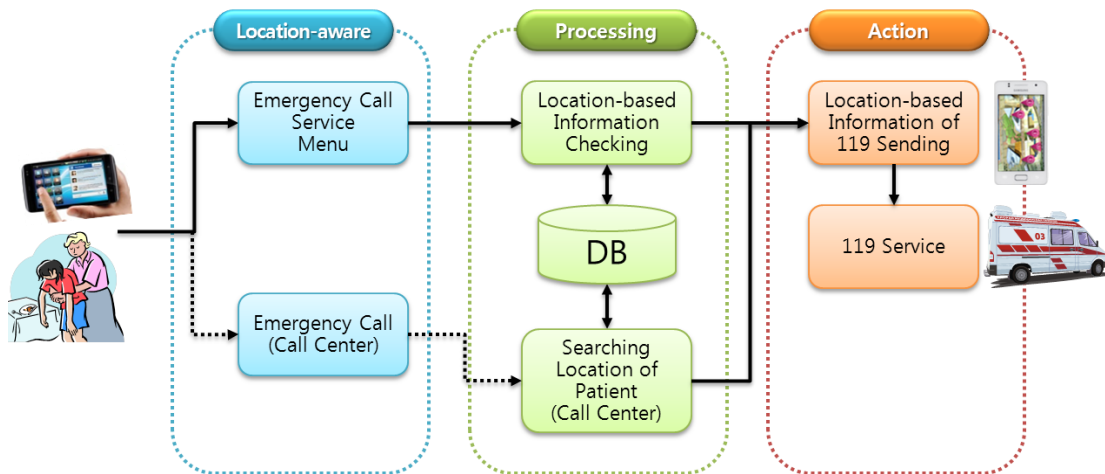 Location-aware
Processing
Action
Emergency Call
Service
Menu
Location-based
Information
Checking
Location-based
Information of
119 Sending
DB
119 Service
03
Emergency Call
(Call Center)
Searching
Location of
Patient
(Call Center)